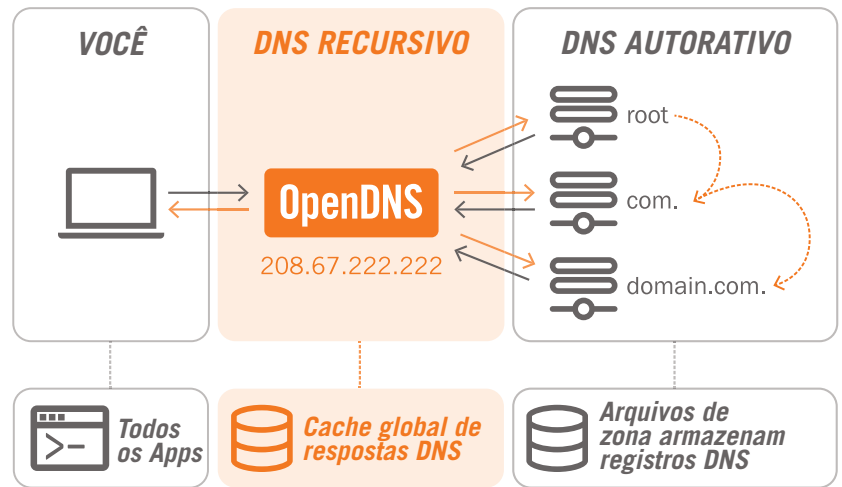 VOCÊ
DNS RECURSIVO
DNS AUTORATIVO
OpenDNS
208.67.222.222
root
com.
domain.com.
Todos
os Apps
Cache global de
respostas DNS
Arquivos de
zona armazenam
registros DNS